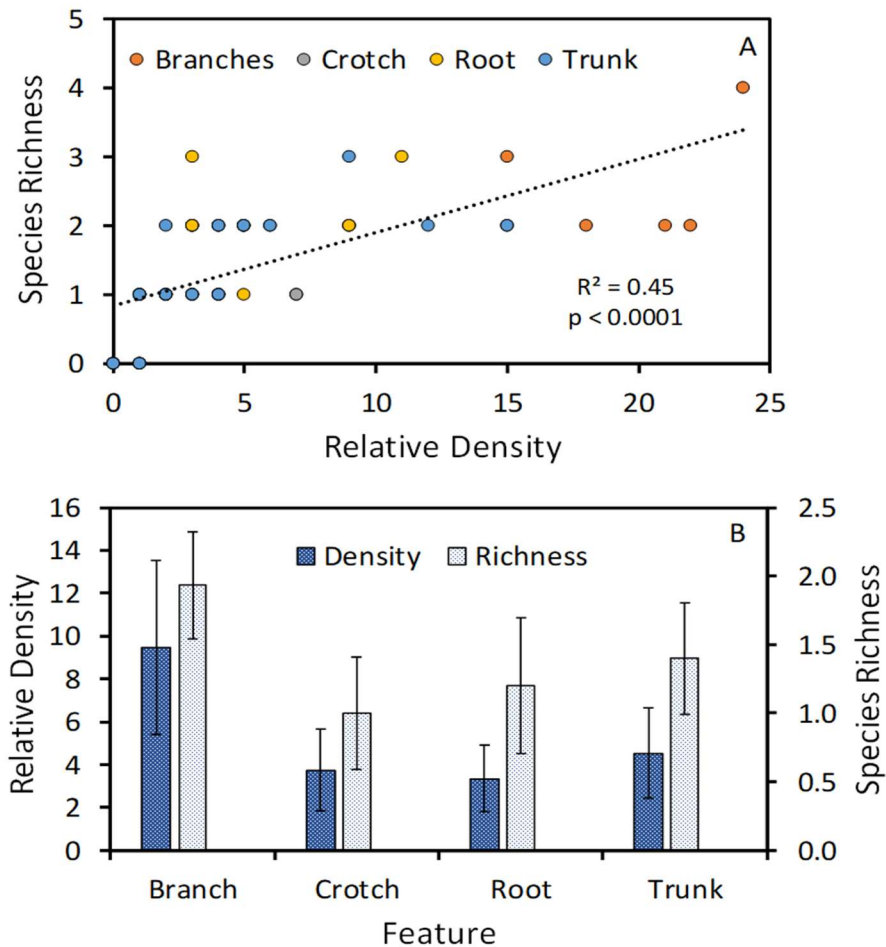 A
Branches Crotch Root Trunk
5
4
3
2
1
0
Species Richness
R² = 0.45
p < 0.0001
0 5 10 15 20 25
Relative Density
B
Density Richness
16
14
12
10
8
6
4
2
0
Relative Density
2.5
2.0
1.5
1.0
0.5
0.0
Species Richness
Branch Crotch Root Trunk
Feature